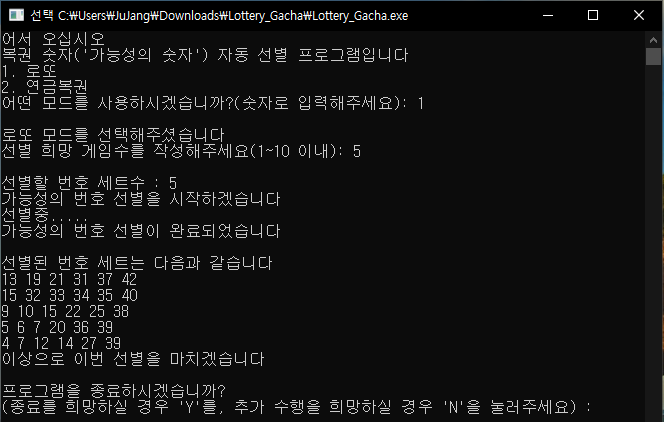 선택 C:₩Users₩JuJang₩Downloads₩Lottery_Gacha₩Lottery_Gacha.exe
어서 오십시오
복권 숫자('가능성의 숫자') 자동 선별 프로그램입니다
1. 로또
2. 연금복권
어떤 모드를 사용하시겠습니까?(숫자로 입력해주세요): 1
로또 모드를 선택해주셨습니다
선별 희망 게임수를 작성해주세요(1~10 이내): 5
선별할 번호 세트수 : 5
가능성의 번호 선별을 시작하겠습니다
선별중.....
가능성의 번호 선별이 완료되었습니다
선별된 번호 세트는 다음과 같습니다
13 19 21 31 37 42
15 32 33 34 35 40
9 10 15 22 25 38
5 6 7 20 36 39
4 7 12 14 27 39
이상으로 이번 선별을 마치겠습니다
프로그램을 종료하시겠습니까?
(종료를 희망하실 경우 'Y'를, 추가 수행을 희망하실 경우 'N'을 눌러주세요) :